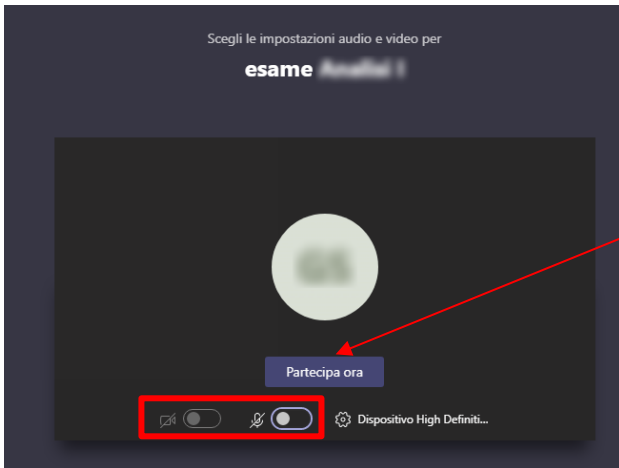 Scegli le impostazioni audio e video per
esame
Partecipa ora
Dispositivo High Definiti...